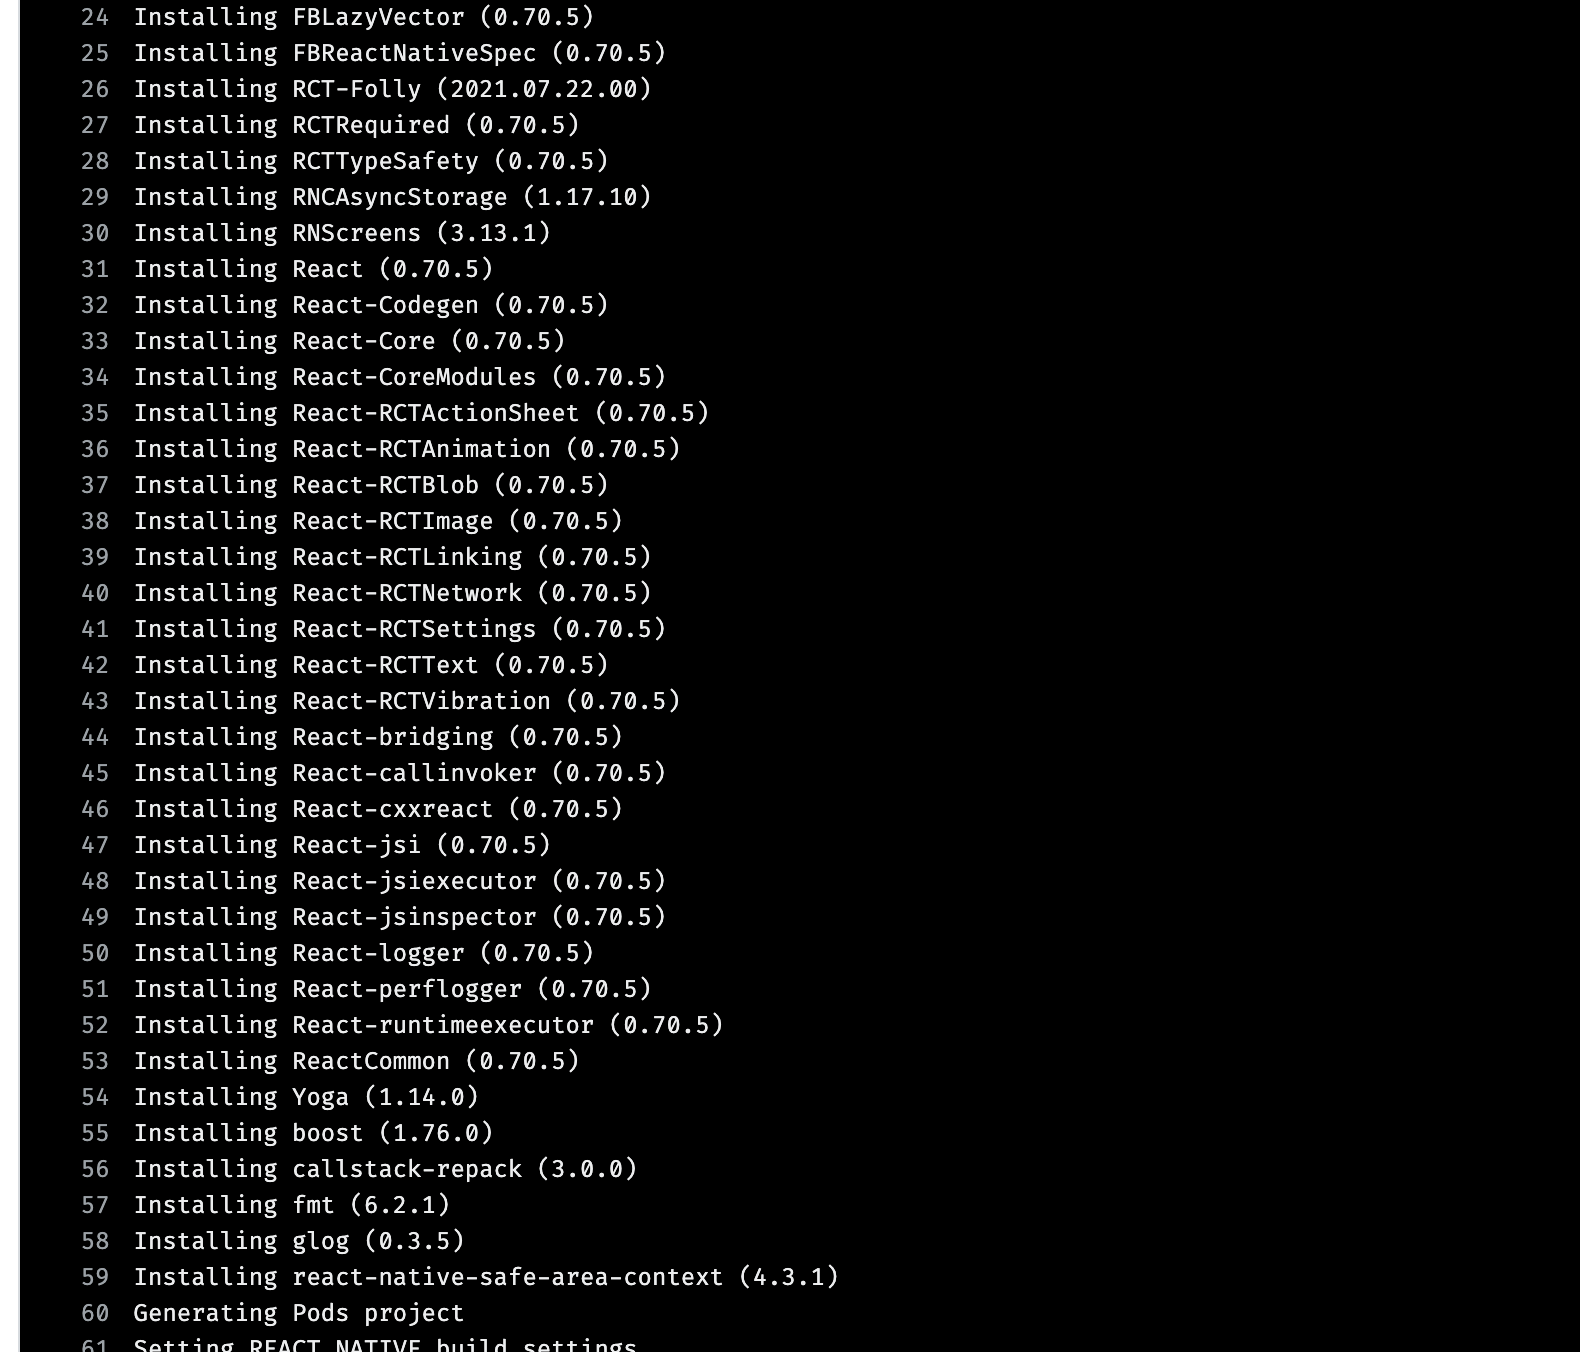 24 Installing FBLazyVector (0.70.5)
25 Installing FBReactNativeSpec (0.70.5)
26 Installing RCT-Folly (2021.07.22.00)
27 Installing RCTRequired (0.70.5)
28 Installing RCTTypeSafety (0.70.5)
29 Installing RNCAsyncStorage (1.17.10)
30 Installing RNScreens (3.13.1)
31 Installing React (0.70.5)
32 Installing React-Codegen (0.70.5)
33 Installing React-Core (0.70.5)
34 Installing React-CoreModules (0.70.5)
35 Installing React-RCTActionSheet (0.70.5)
36 Installing React-RCTAnimation (0.70.5)
37 Installing React-RCTBlob (0.70.5)
38 Installing React-RCTImage (0.70.5)
39 Installing React-RCTLinking (0.70.5)
40 Installing React-RCTNetwork (0.70.5)
41 Installing React-RCTSettings (0.70.5)
42 Installing React-RCTText (0.70.5)
43 Installing React-RCTVibration (0.70.5)
44 Installing React-bridging (0.70.5)
45 Installing React-callinvoker (0.70.5)
46 Installing React-cxxreact (0.70.5)
47 Installing React-jsi (0.70.5)
48 Installing React-jsiexecutor (0.70.5)
49 Installing React-jsinspector (0.70.5)
50 Installing React-logger (0.70.5)
51 Installing React-perflogger (0.70.5)
52 Installing React-runtimeexecutor (0.70.5)
53 Installing ReactCommon (0.70.5)
54 Installing Yoga (1.14.0)
55 Installing boost (1.76.0)
56 Installing callstack-repack (3.0.0)
57 Installing fmt (6.2.1)
58 Installing glog (0.3.5)
59 Installing react-native-safe-area-context (4.3.1)
60 Generating Pods project
61 Setting REACT_NATIVE build settings